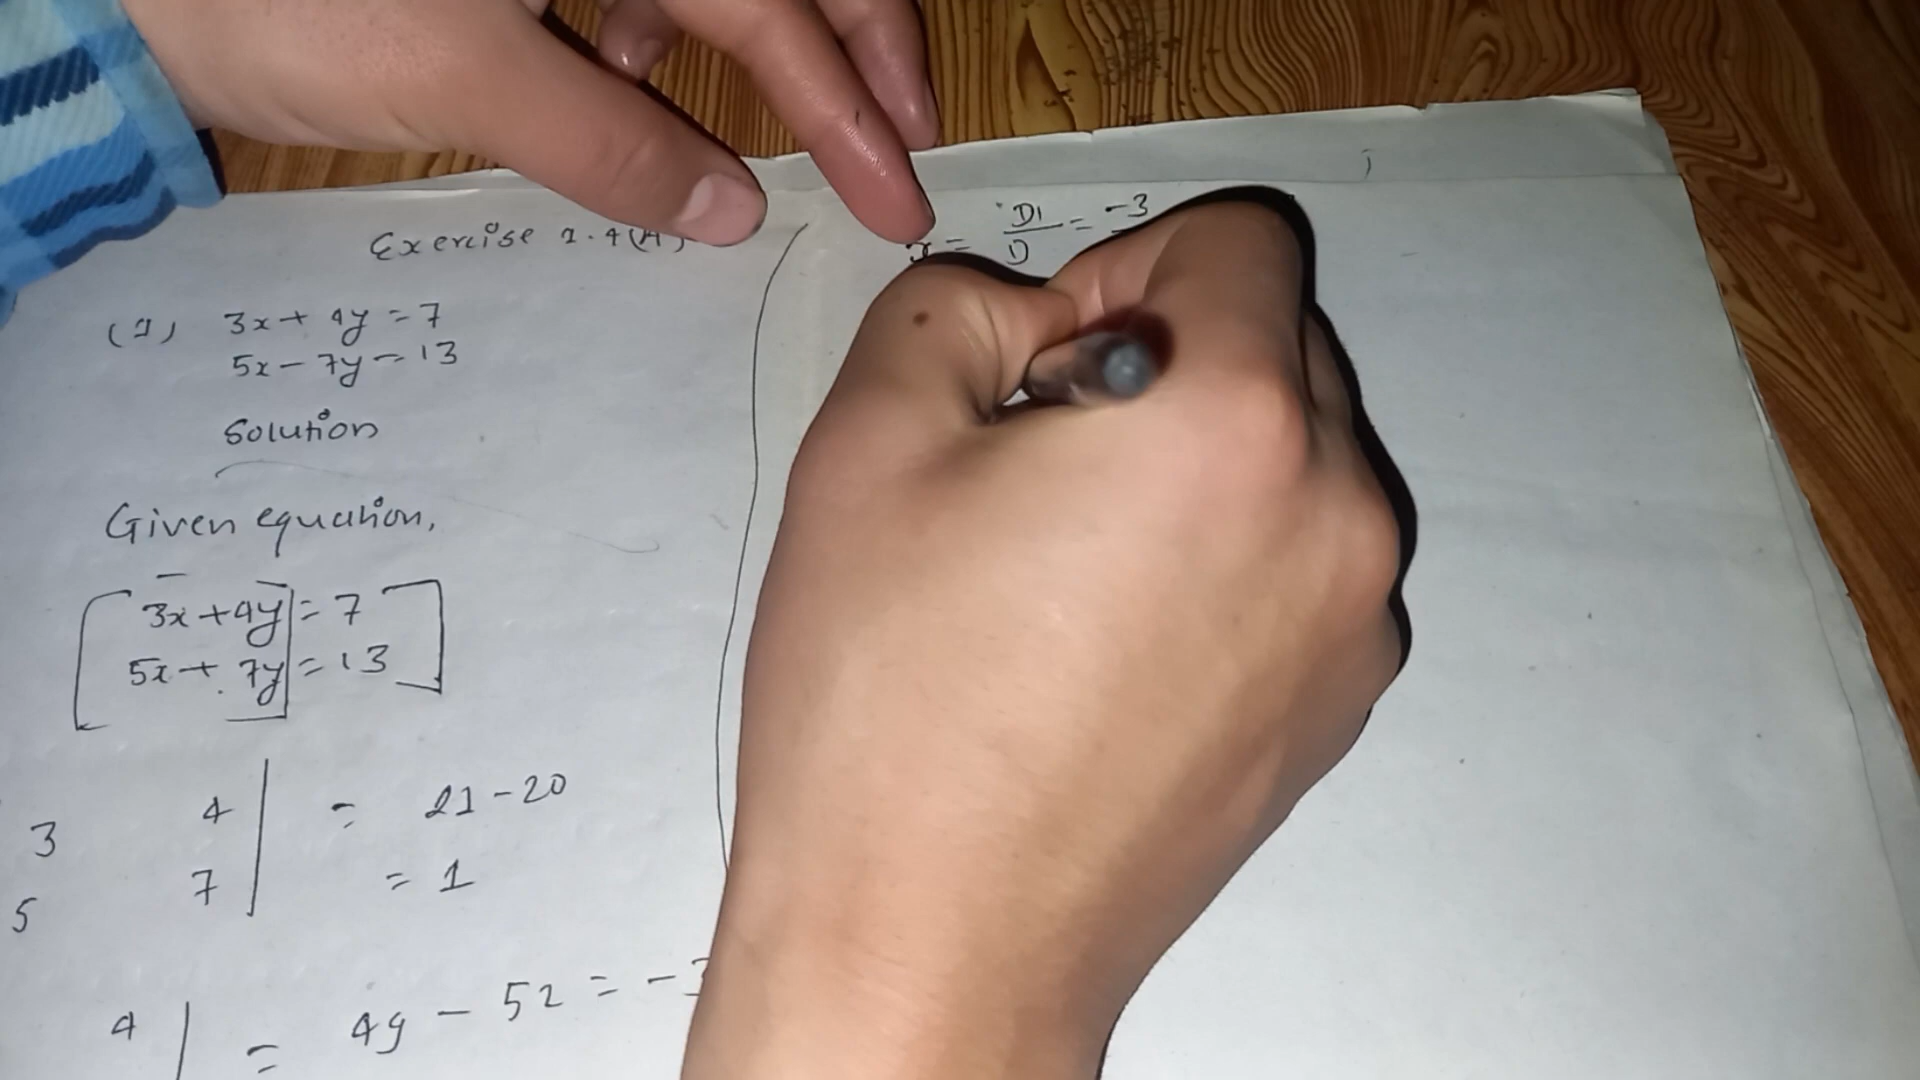 Exercise 1.4(A)
(1) 3x + 4y = 7
5x - 7y = 13
Solution
Given equation,
3x + 4y = 7
5x + 7y = 13
3 4 = 21 - 20
5 7 = 1
4 = 49 - 52 = -3
x = D1/D = -3